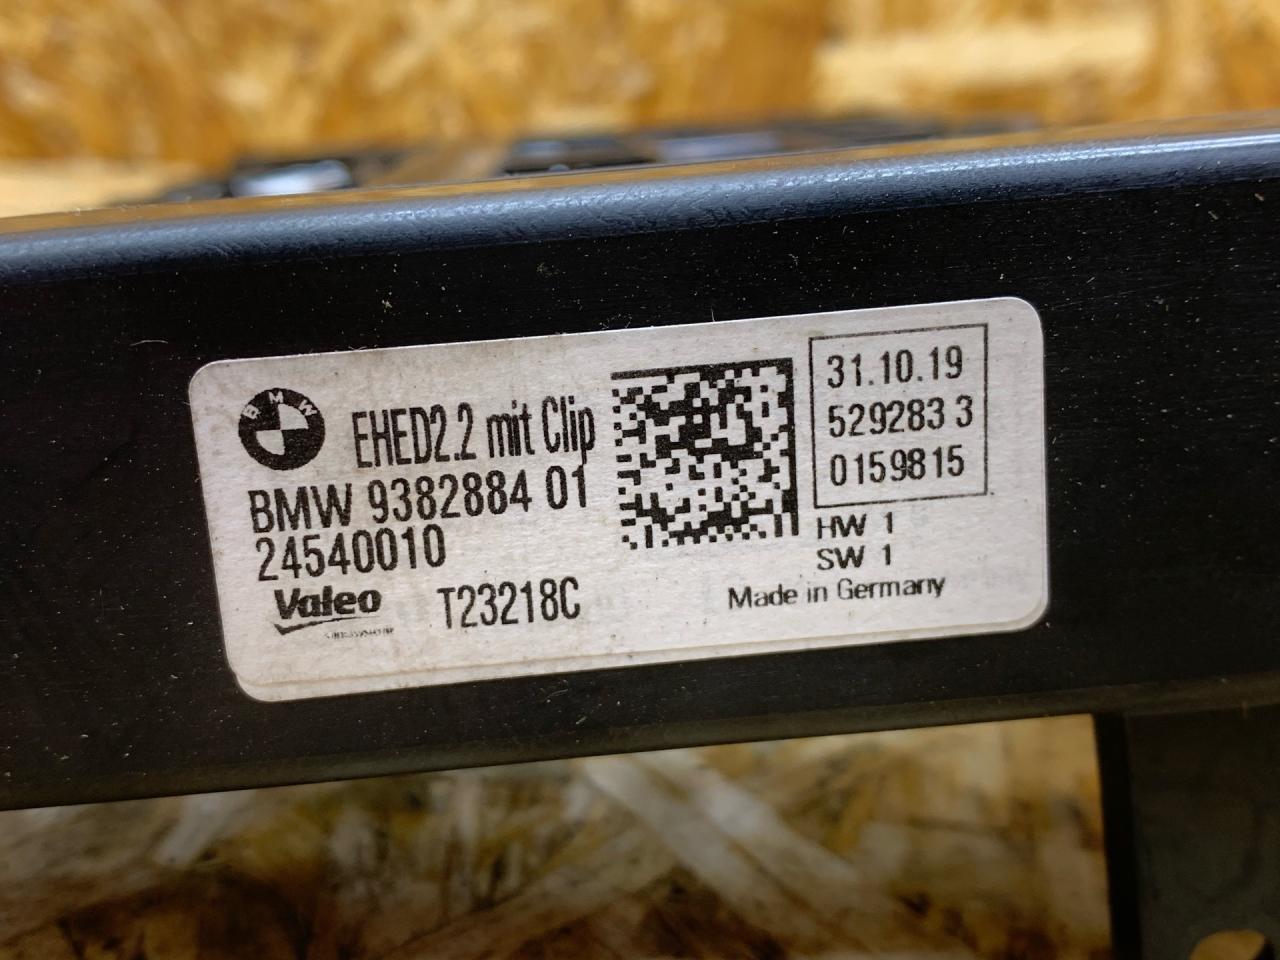 BMW
EHED2.2 mit Clip
BMW 9382884 01
24540010
Valeo
T23218C
31.10.19
529283 3
0159815
HW 1
SW 1
Made in Germany